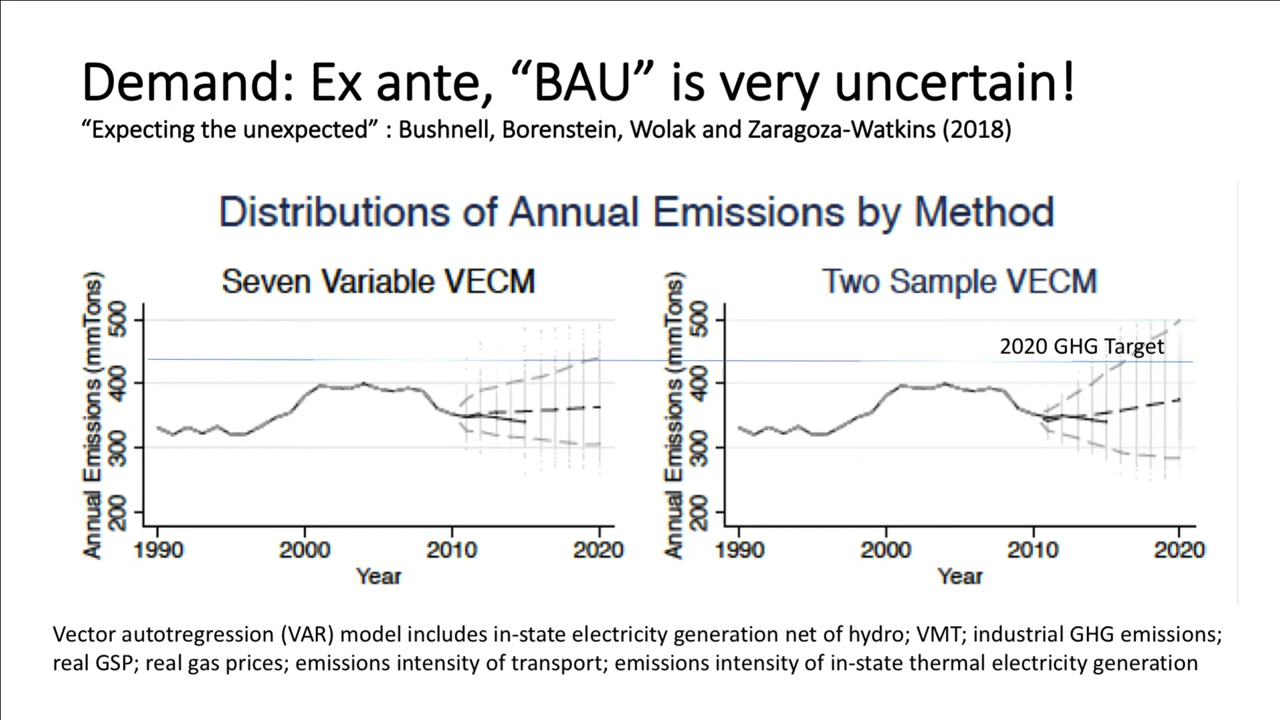 Demand: Ex ante, “BAU” is very uncertain!
“Expecting the unexpected” : Bushnell, Borenstein, Wolak and Zaragoza-Watkins (2018)
Distributions of Annual Emissions by Method
Seven Variable VECM
Annual Emissions (mmTons)
500
400
300
200
1990
2000
2010
2020
Year
Two Sample VECM
Annual Emissions (mmTons)
500
400
300
200
2020 GHG Target
1990
2000
2010
2020
Year
Vector autotregression (VAR) model includes in-state electricity generation net of hydro; VMT; industrial GHG emissions;
real GSP; real gas prices; emissions intensity of transport; emissions intensity of in-state thermal electricity generation